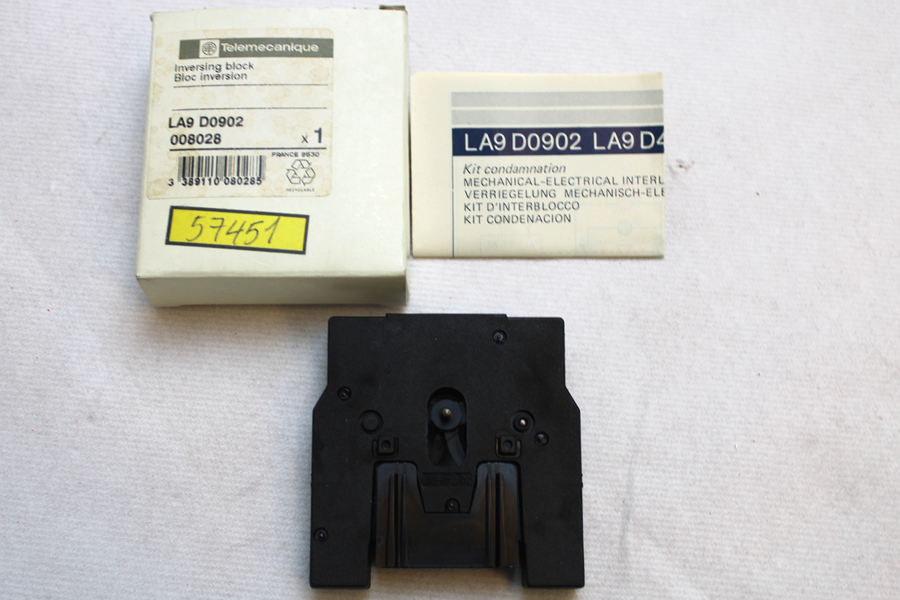 Telemecanique
Inversing block
Bloc inversion
LA9 D0902
008028
x 1
FRANCE 9530
3 389110 080285
RECYCLABLE
57451
LA9 D0902 LA9 D4
Kit condamnation
MECHANICAL-ELECTRICAL INTERL
VERRIEGELUNG MECHANISCH-ELE
KIT D'INTERBLOCCO
KIT CONDENACION